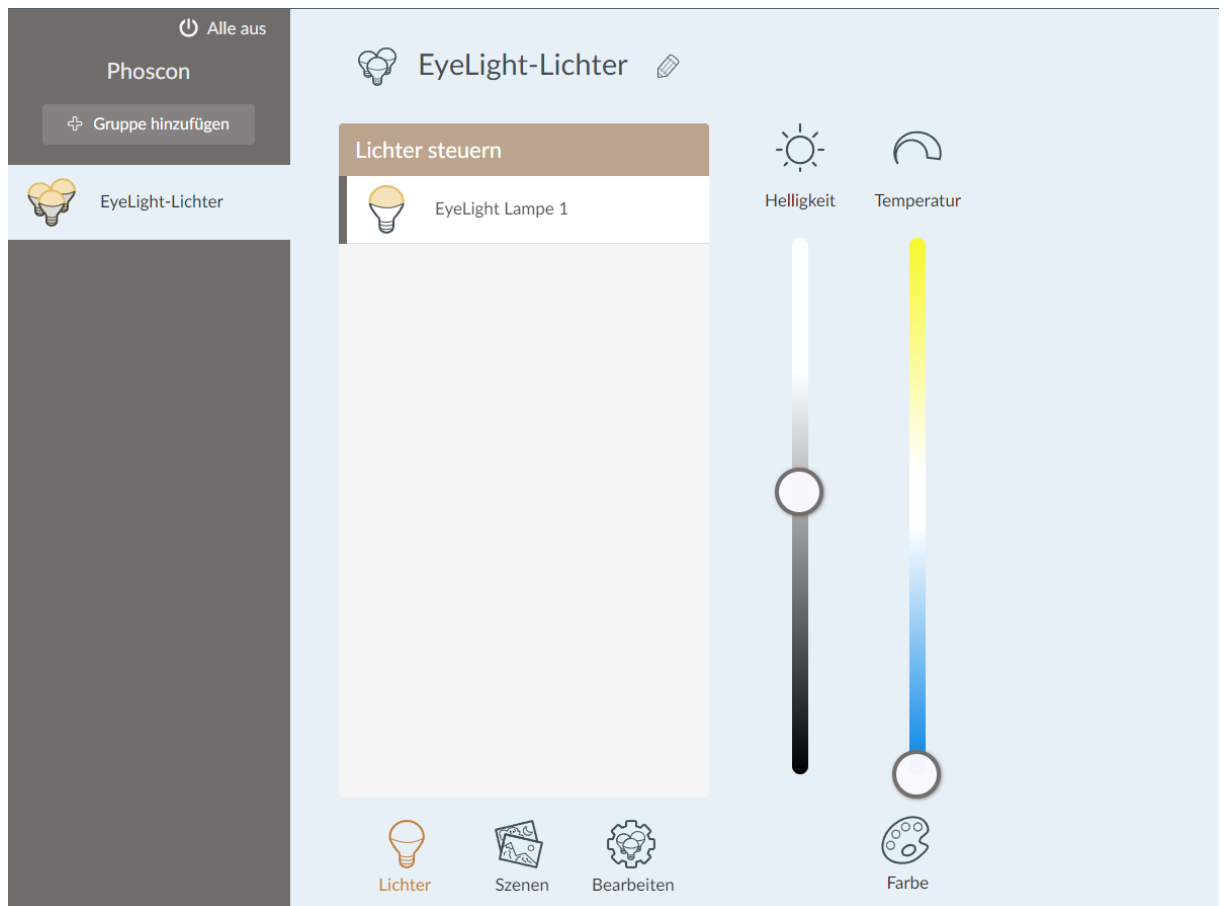 Alle aus
Phoscon
Gruppe hinzufügen
EyeLight-Lichter
EyeLight-Lichter
Lichter steuern
EyeLight Lampe 1
Helligkeit
Temperatur
Lichter
Szenen
Bearbeiten
Farbe